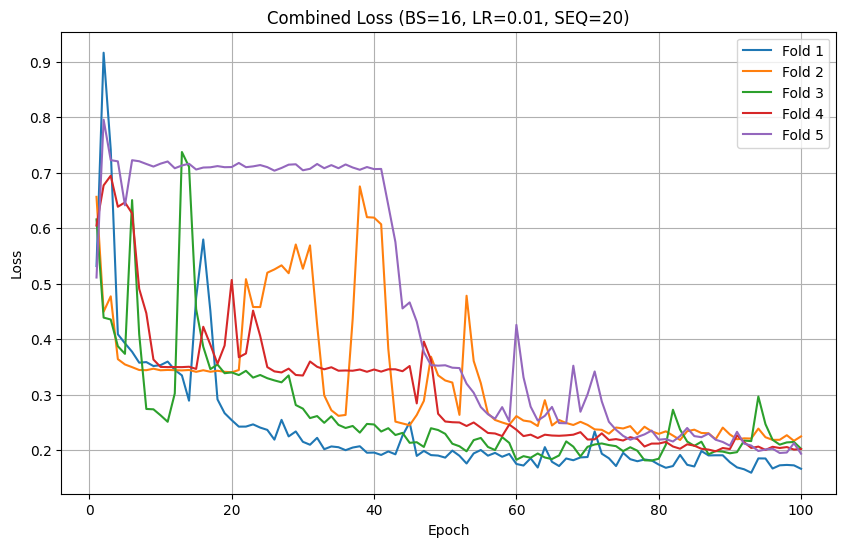 Combined Loss (BS=16, LR=0.01, SEQ=20)
Fold 1
Fold 2
Fold 3
Fold 4
Fold 5
Loss
0.9
0.8
0.7
0.6
0.5
0.4
0.3
0.2
0 20 40 60 80 100
Epoch